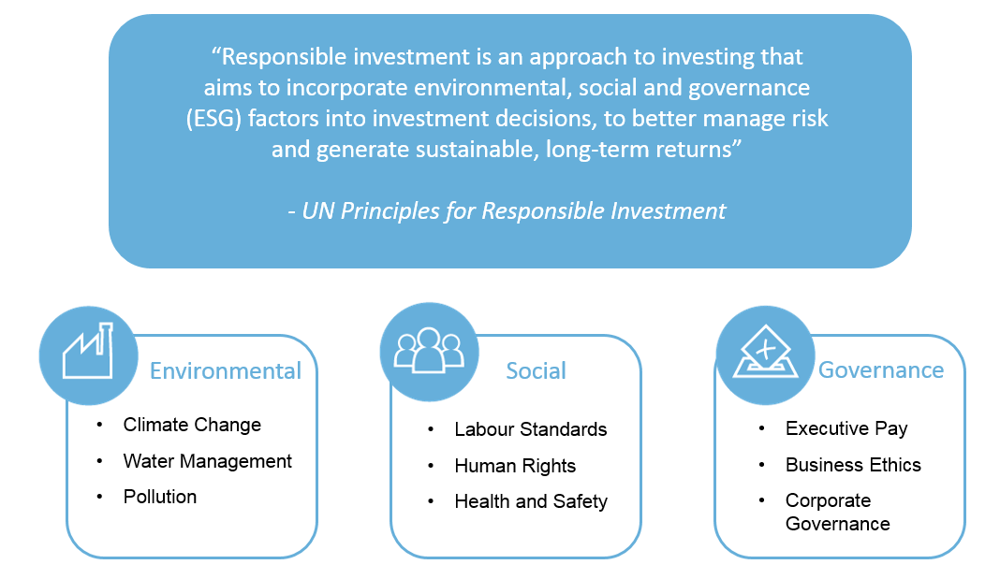 “Responsible investment is an approach to investing that
aims to incorporate environmental, social and governance
(ESG) factors into investment decisions, to better manage risk
and generate sustainable, long-term returns”
- UN Principles for Responsible Investment
Environmental
• Climate Change
• Water Management
• Pollution
Social
• Labour Standards
• Human Rights
• Health and Safety
Governance
• Executive Pay
• Business Ethics
• Corporate
Governance